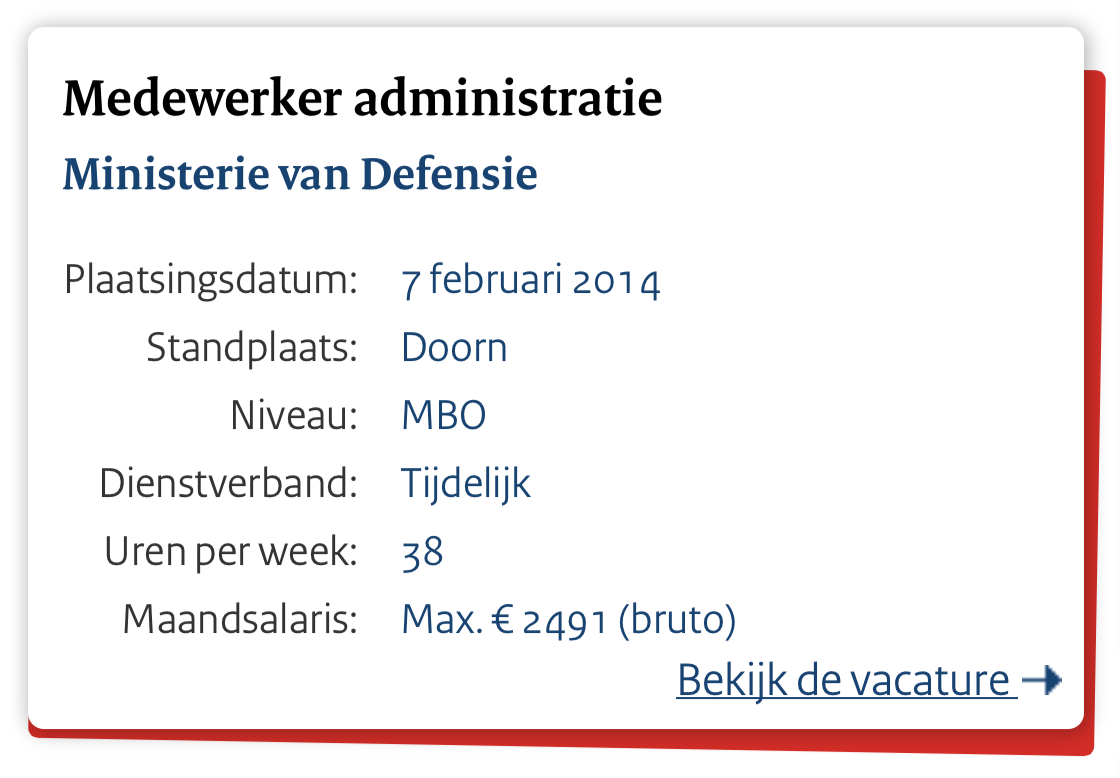 Medewerker administratie
Ministerie van Defensie
Plaatsingsdatum: 7 februari 2014
Standplaats: Doorn
Niveau: MBO
Dienstverband: Tijdelijk
Uren per week: 38
Maandsalaris: Max. € 2491 (bruto)
Bekijk de vacature